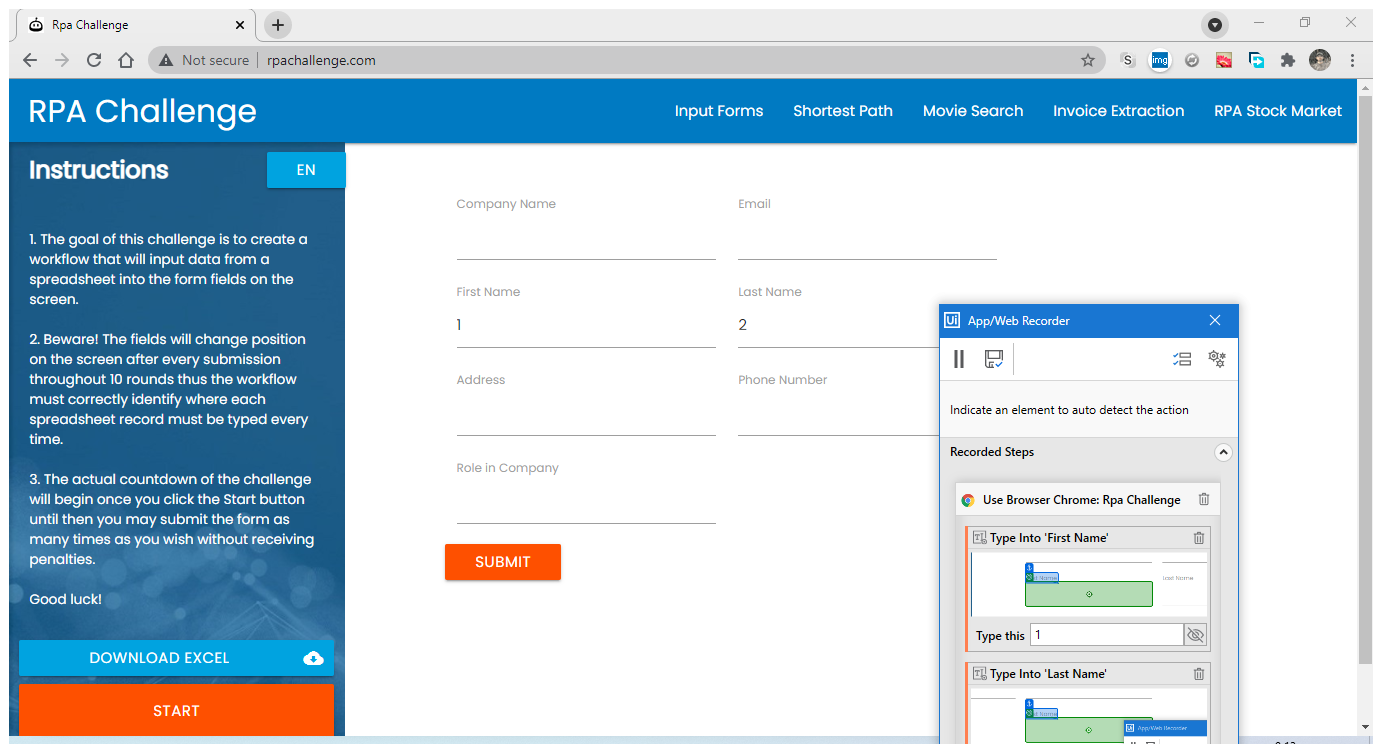 Rpa Challenge
Not secure
rpachallenge.com
S
img
RPA Challenge
Input Forms
Shortest Path
Movie Search
Invoice Extraction
RPA Stock Market
Instructions
EN
1. The goal of this challenge is to create a
workflow that will input data from a
spreadsheet into the form fields on the
screen.
2. Beware! The fields will change position
on the screen after every submission
throughout 10 rounds thus the workflow
must correctly identify where each
spreadsheet record must be typed every
time.
3. The actual countdown of the challenge
will begin once you click the Start button
until then you may submit the form as
many times as you wish without receiving
penalties.
Good luck!
DOWNLOAD EXCEL
START
Company Name
Email
First Name
Last Name
1
2
Address
Phone Number
Role in Company
SUBMIT
Ui App/Web Recorder
Indicate an element to auto detect the action
Recorded Steps
Use Browser Chrome: Rpa Challenge
Type Into 'First Name'
Last Name
Type this
1
Type Into 'Last Name'
Ui App/Web Recorder